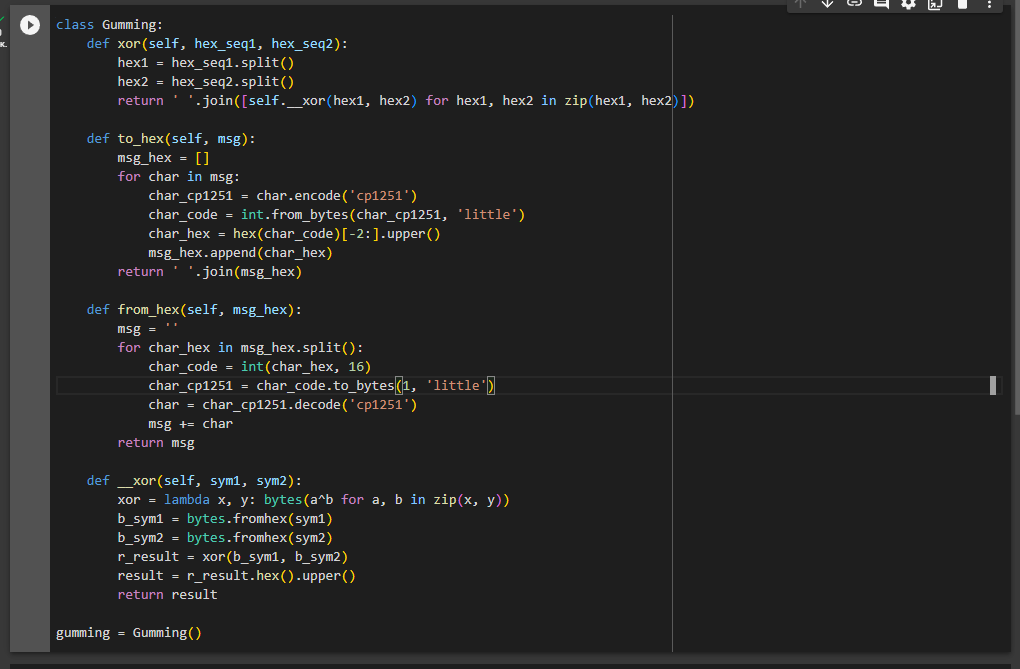 class Gumming:
    def xor(self, hex_seq1, hex_seq2):
        hex1 = hex_seq1.split()
        hex2 = hex_seq2.split()
        return ' '.join([self.__xor(hex1, hex2) for hex1, hex2 in zip(hex1, hex2)])

    def to_hex(self, msg):
        msg_hex = []
        for char in msg:
            char_cp1251 = char.encode('cp1251')
            char_code = int.from_bytes(char_cp1251, 'little')
            char_hex = hex(char_code)[-2:].upper()
            msg_hex.append(char_hex)
        return ' '.join(msg_hex)

    def from_hex(self, msg_hex):
        msg = ''
        for char_hex in msg_hex.split():
            char_code = int(char_hex, 16)
            char_cp1251 = char_code.to_bytes(1, 'little')
            char = char_cp1251.decode('cp1251')
            msg += char
        return msg

    def __xor(self, sym1, sym2):
        xor = lambda x, y: bytes(a^b for a, b in zip(x, y))
        b_sym1 = bytes.fromhex(sym1)
        b_sym2 = bytes.fromhex(sym2)
        r_result = xor(b_sym1, b_sym2)
        result = r_result.hex().upper()
        return result

gumming = Gumming()